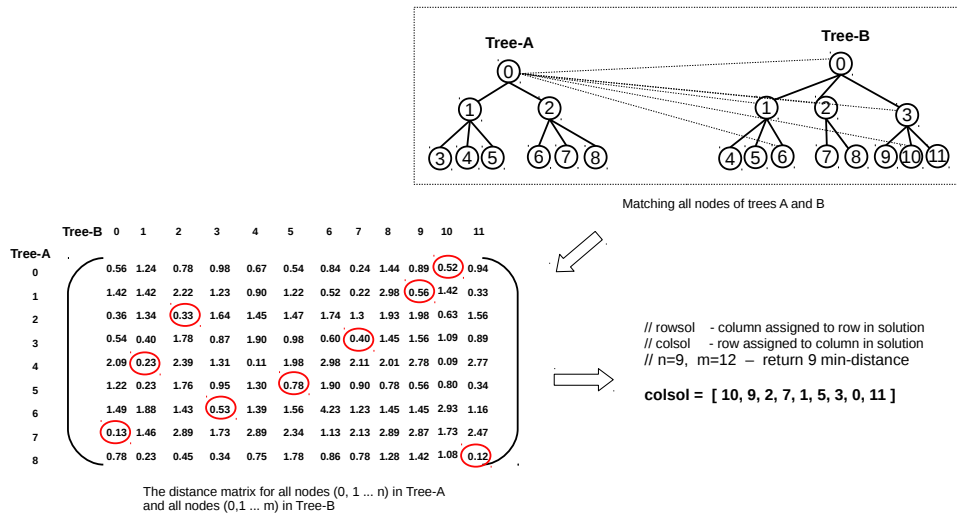 Tree-A
Tree-B
0
0
1
2
1
2
3
3
4
5
6
7
8
4
5
6
7
8
9
10
11
Matching all nodes of trees A and B
Tree-B 0 1 2 3 4 5 6 7 8 9 10 11
Tree-A
0 0.56 1.24 0.78 0.98 0.67 0.54 0.84 0.24 1.44 0.89 0.52 0.94
1 1.42 1.42 2.22 1.23 0.90 1.22 0.52 0.22 2.98 0.56 1.42 0.33
2 0.36 1.34 0.33 1.64 1.45 1.47 1.74 1.3 1.93 1.98 0.63 1.56
3 0.54 0.40 1.78 0.87 1.90 0.98 0.60 0.40 1.45 1.56 1.09 0.89
4 2.09 0.23 2.39 1.31 0.11 1.98 2.98 2.11 2.01 2.78 0.09 2.77
5 1.22 0.23 1.76 0.95 1.30 0.78 1.90 0.90 0.78 0.56 0.80 0.34
6 1.49 1.88 1.43 0.53 1.39 1.56 4.23 1.23 1.45 1.45 2.93 1.16
7 0.13 1.46 2.89 1.73 2.89 2.34 1.13 2.13 2.89 2.87 1.73 2.47
8 0.78 0.23 0.45 0.34 0.75 1.78 0.86 0.78 1.28 1.42 1.08 0.12
The distance matrix for all nodes (0, 1 ... n) in Tree-A
and all nodes (0,1 ... m) in Tree-B
// rowsol - column assigned to row in solution
// colsol - row assigned to column in solution
// n=9, m=12 – return 9 min-distance
colsol = [ 10, 9, 2, 7, 1, 5, 3, 0, 11 ]